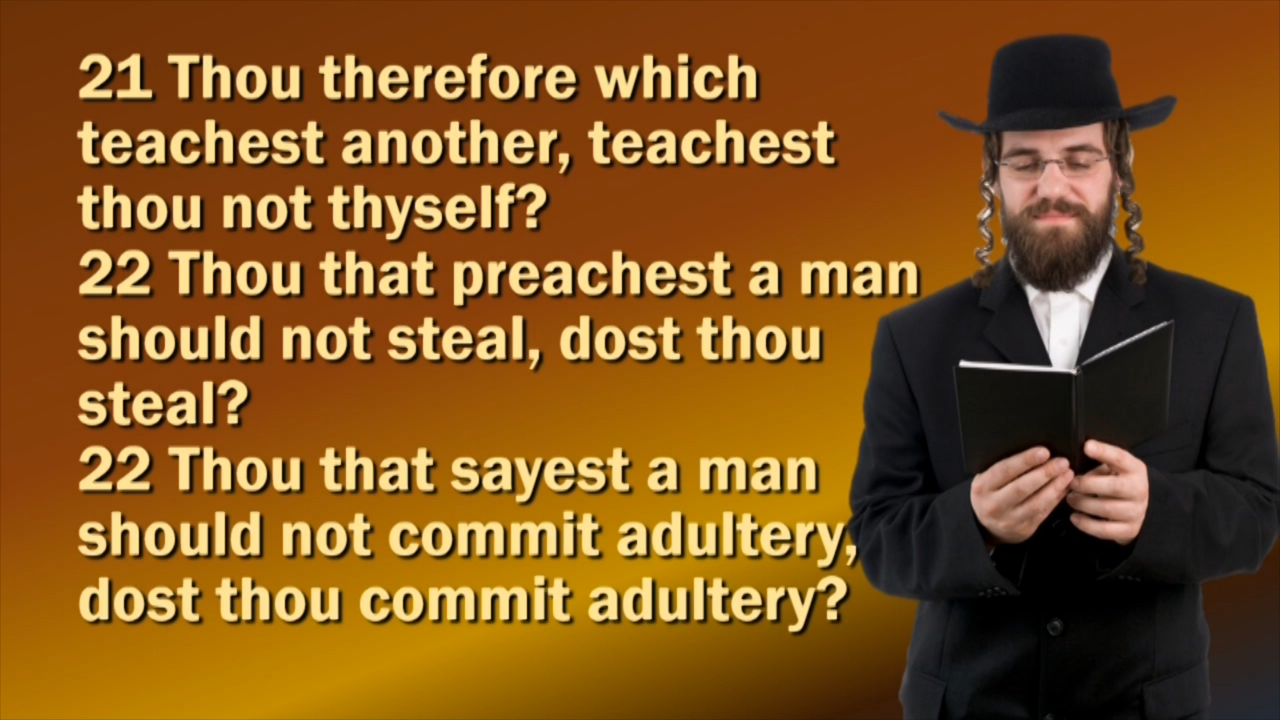 21 Thou therefore which
teachest another, teachest
thou not thyself?
22 Thou that preachest a man
should not steal, dost thou
steal?
22 Thou that sayest a man
should not commit adultery,
dost thou commit adultery?